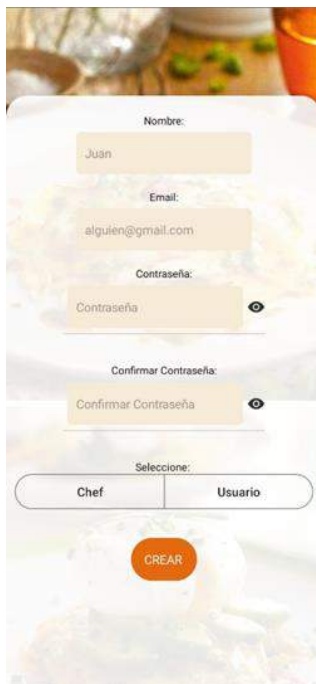 Nombre:
Juan
Email:
alguien@gmail.com
Contraseña:
Contraseña
Confirmar Contraseña:
Confirmar Contraseña
Seleccione:
Chef Usuario
CREAR